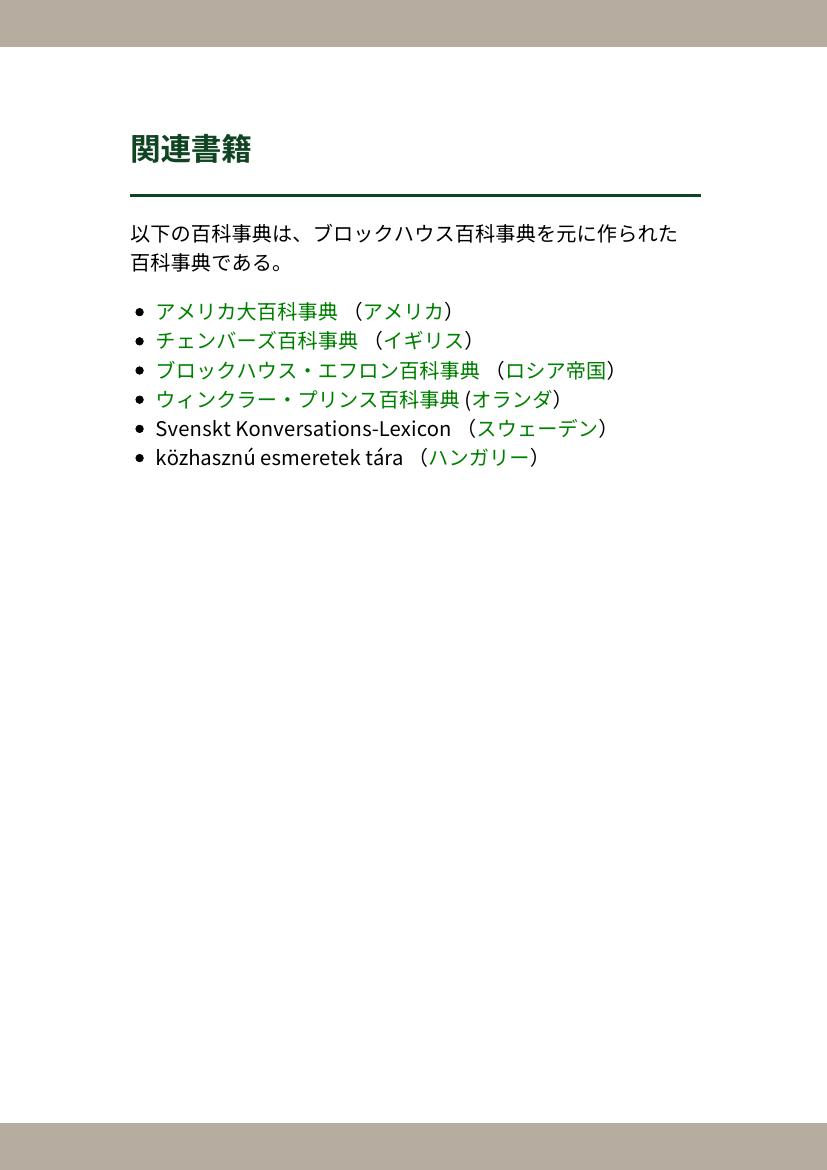 関連書籍
以下の百科事典は、ブロックハウス百科事典を元に作られた
百科事典である。
• アメリカ大百科事典 （アメリカ）
• チェンバーズ百科事典 （イギリス）
• ブロックハウス・エフロン百科事典 （ロシア帝国）
• ウィンクラー・プリンス百科事典 (オランダ）
• Svenskt Konversations-Lexicon （スウェーデン）
• közhasznú esmeretek tára （ハンガリー）